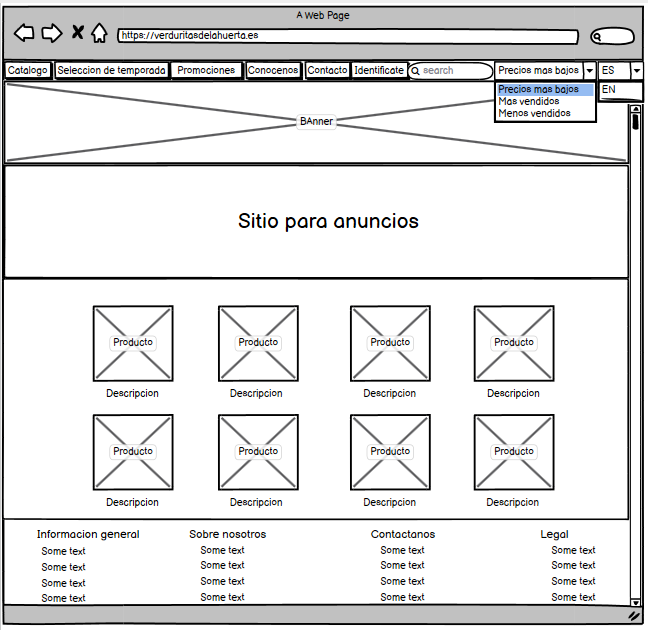 A Web Page
https://verduritasdelahuerta.es
Catalogo Seleccion de temporada Promociones Conocenos Contacto Identificate search Precios mas bajos ES
Precios mas bajos EN
Mas vendidos
Menos vendidos
BAnner
Sitio para anuncios
Producto Producto Producto Producto
Descripcion Descripcion Descripcion Descripcion
Producto Producto Producto Producto
Descripcion Descripcion Descripcion Descripcion
Informacion general Sobre nosotros Contactanos Legal
Some text Some text Some text Some text
Some text Some text Some text Some text
Some text Some text Some text Some text
Some text Some text Some text Some text